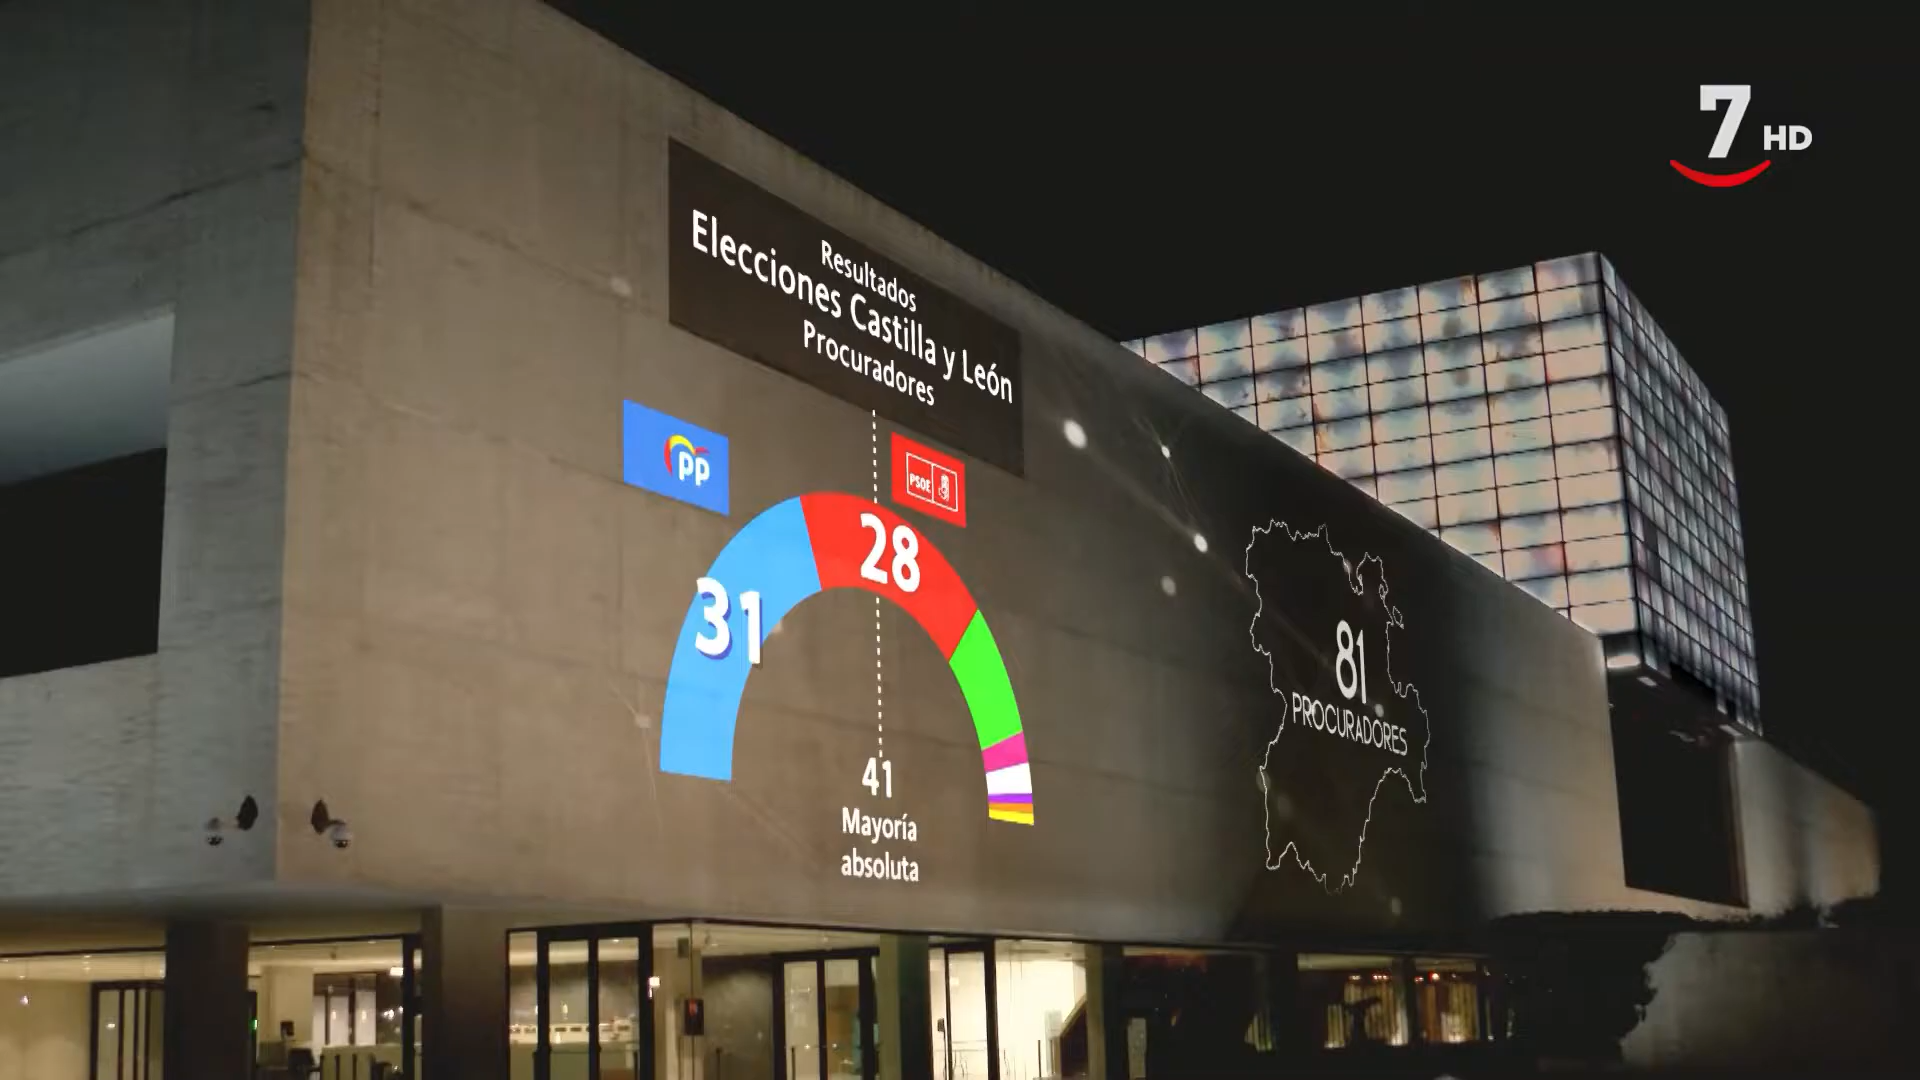 7 HD
Resultados
Elecciones Castilla y León
Procuradores
PP
PSOE
31
28
81
PROCURADORES
41
Mayoría
absoluta